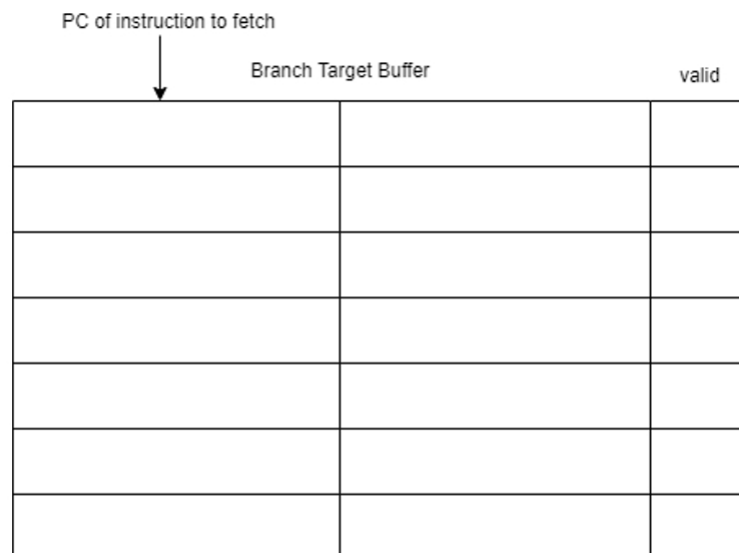 PC of instruction to fetch
Branch Target Buffer
valid